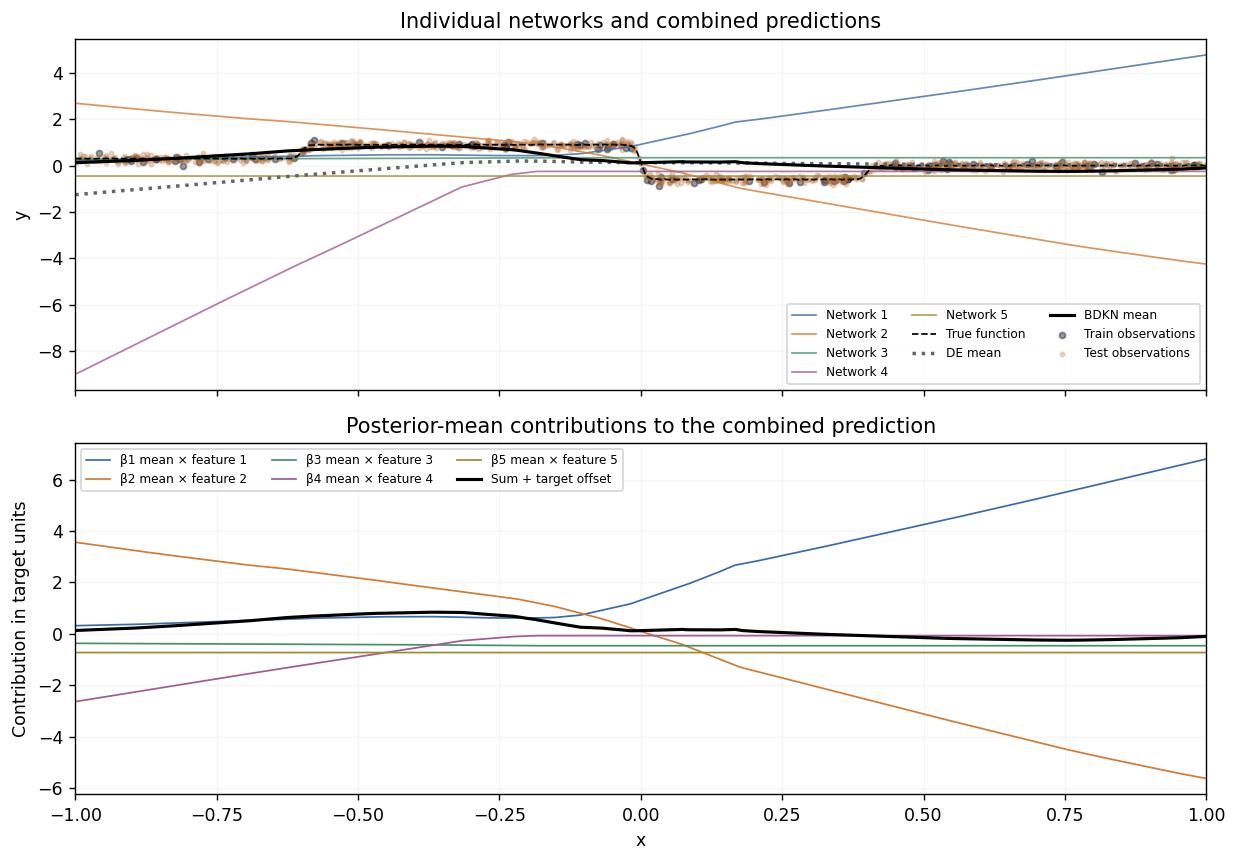 Individual networks and combined predictions
4
2
0
−2
−4
−6
−8
y
Network 1
Network 2
Network 3
Network 4
Network 5
True function
DE mean
BDKN mean
Train observations
Test observations
Posterior-mean contributions to the combined prediction
β1 mean × feature 1
β2 mean × feature 2
β3 mean × feature 3
β4 mean × feature 4
β5 mean × feature 5
Sum + target offset
6
4
2
0
−2
−4
−6
Contribution in target units
−1.00 −0.75 −0.50 −0.25 0.00 0.25 0.50 0.75 1.00
x